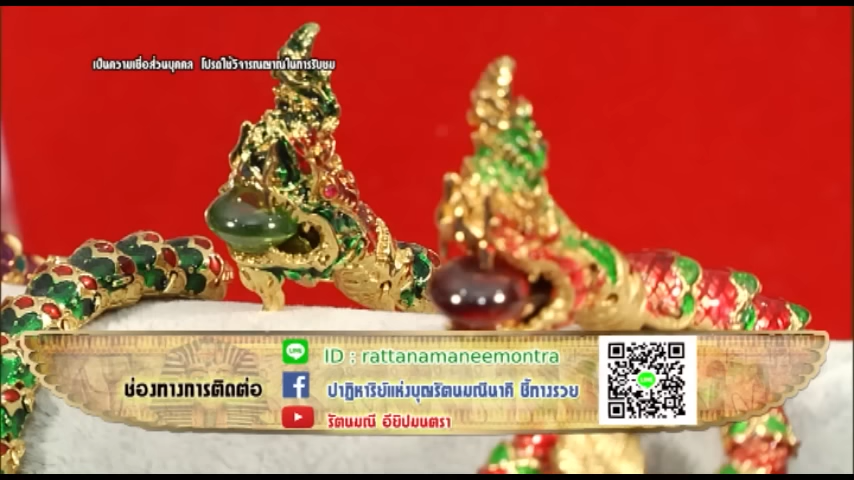 เป็นความเชื่อส่วนบุคคล โปรดใช้วิจารณญาณในการรับชม
ช่องทางการติดต่อ
LINE ID : rattanamaneemontra
ปาฏิหาริย์แห่งบุญรัตนมณีนาคี ชี้ทางรวย
รัตนมณี อียิปมนตรา